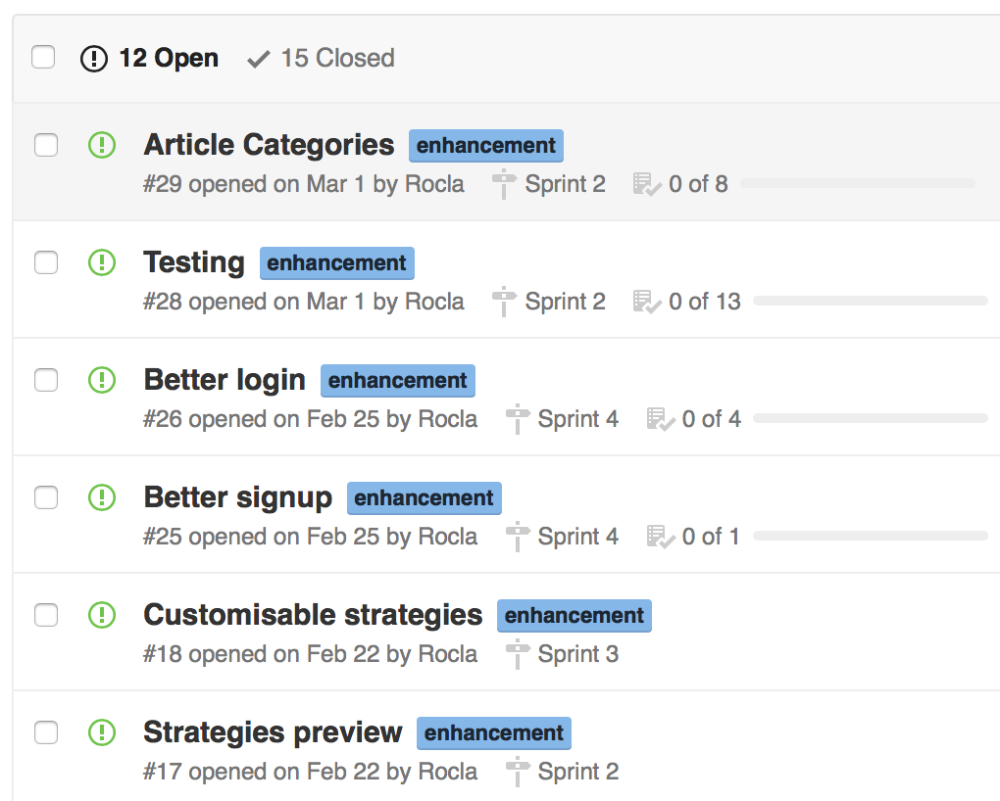 12 Open 15 Closed
Article Categories enhancement
#29 opened on Mar 1 by Rocla Sprint 2 0 of 8
Testing enhancement
#28 opened on Mar 1 by Rocla Sprint 2 0 of 13
Better login enhancement
#26 opened on Feb 25 by Rocla Sprint 4 0 of 4
Better signup enhancement
#25 opened on Feb 25 by Rocla Sprint 4 0 of 1
Customisable strategies enhancement
#18 opened on Feb 22 by Rocla Sprint 3
Strategies preview enhancement
#17 opened on Feb 22 by Rocla Sprint 2